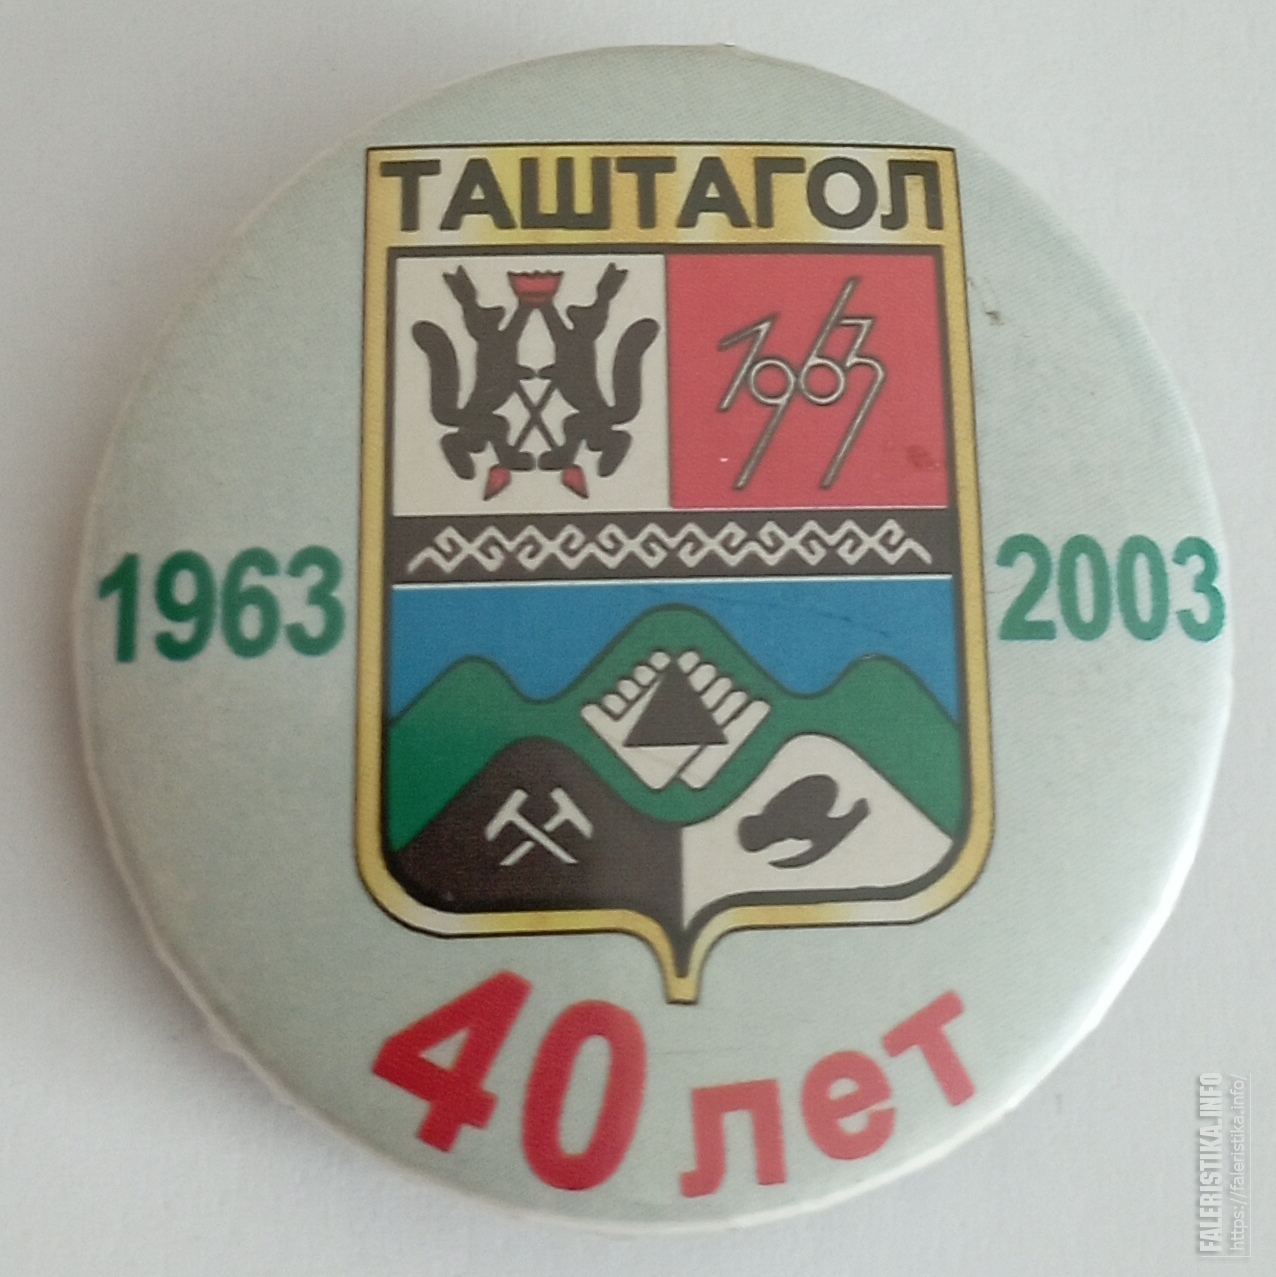 ТАШТАГОЛ
1963
1963
2003
40 лет
FALERISTIKA.INFO
https://faleristika.info/